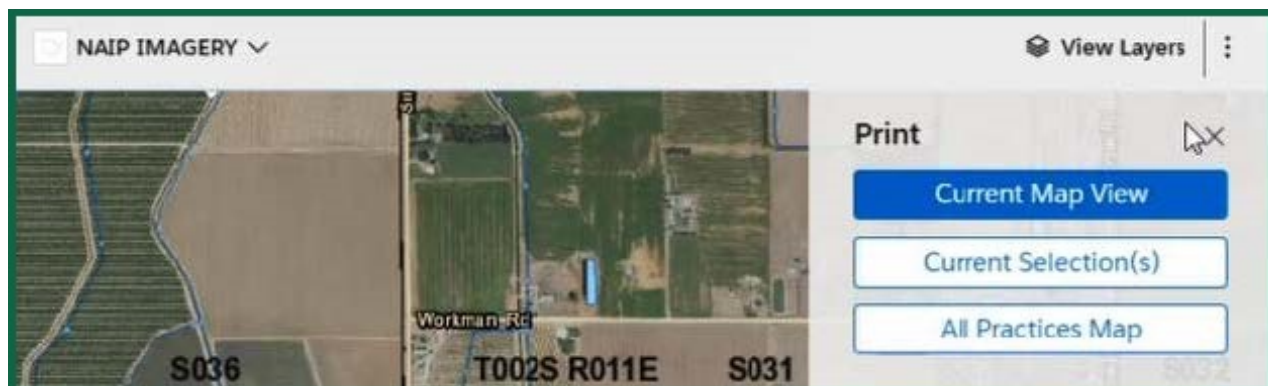 NAIP IMAGERY
View Layers
Print
Current Map View
Current Selection(s)
All Practices Map
Workman Rd
S036
T002S R011E
S031
S032